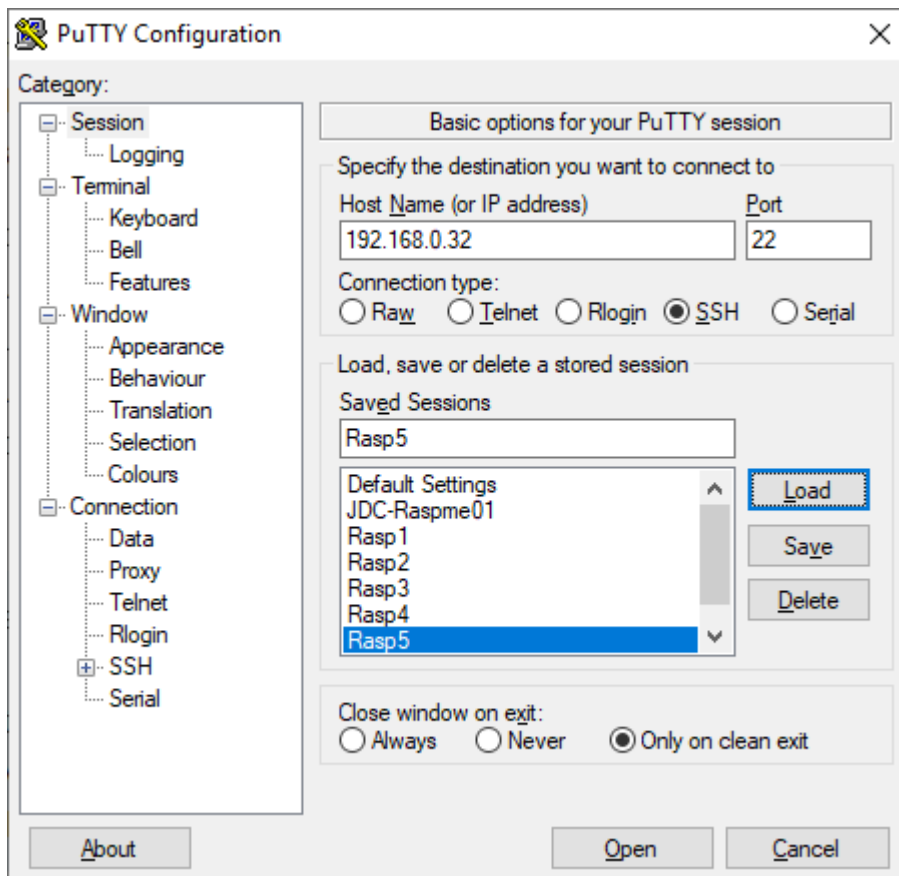 PuTTY Configuration
Category:
Session
Logging
Terminal
Keyboard
Bell
Features
Window
Appearance
Behaviour
Translation
Selection
Colours
Connection
Data
Proxy
Telnet
Rlogin
SSH
Serial
Basic options for your PuTTY session
Specify the destination you want to connect to
Host Name (or IP address) Port
192.168.0.32 22
Connection type:
Raw Telnet Rlogin SSH Serial
Load, save or delete a stored session
Saved Sessions
Rasp5
Default Settings
JDC-Raspme01
Rasp1
Rasp2
Rasp3
Rasp4
Rasp5
Load
Save
Delete
Close window on exit:
Always Never Only on clean exit
About Open Cancel